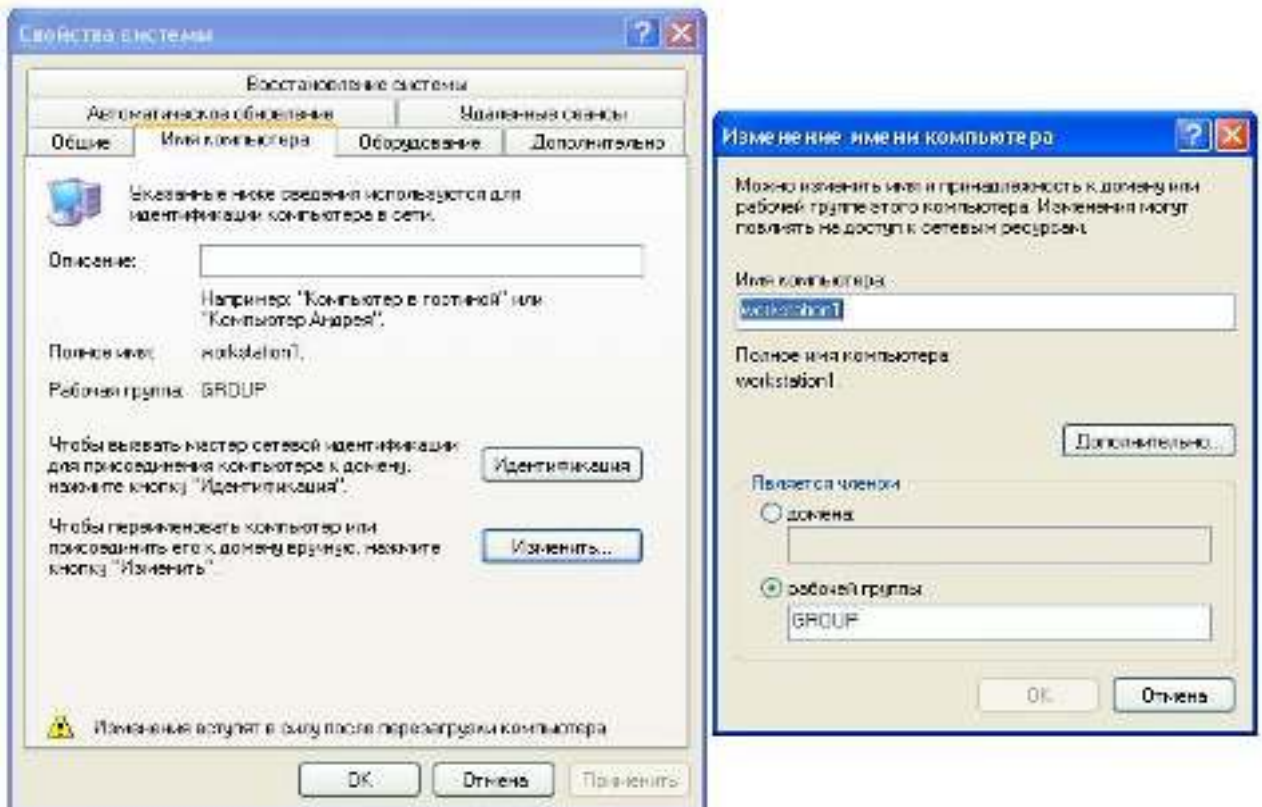 Свойства системы
Восстановление системы
Автоматическое обновление
Удаленные сеансы
Общие
Имя компьютера
Оборудование
Дополнительно
Указанные ниже сведения используются для
идентификации компьютера в сети.
Описание:
Например: "Компьютер в гостиной" или
"Компьютер Андрея".
Полное имя:
workstation1.
Рабочая группа:
GROUP
Чтобы вызвать мастер сетевой идентификации
для присоединения компьютера к домену,
нажмите кнопку "Идентификация".
Идентификация
Чтобы переименовать компьютер или
присоединить его к домену вручную, нажмите
кнопку "Изменить".
Изменить...
Изменения вступят в силу после перезагрузки компьютера
ОК
Отмена
Применить
Изменение имени компьютера
Можно изменить имя и принадлежность к домену или
рабочей группе этого компьютера. Изменения могут
повлиять на доступ к сетевым ресурсам.
Имя компьютера:
workstation1
Полное имя компьютера:
workstation1.
Дополнительно...
Является членом
домена:
рабочей группы:
GROUP
ОК
Отмена